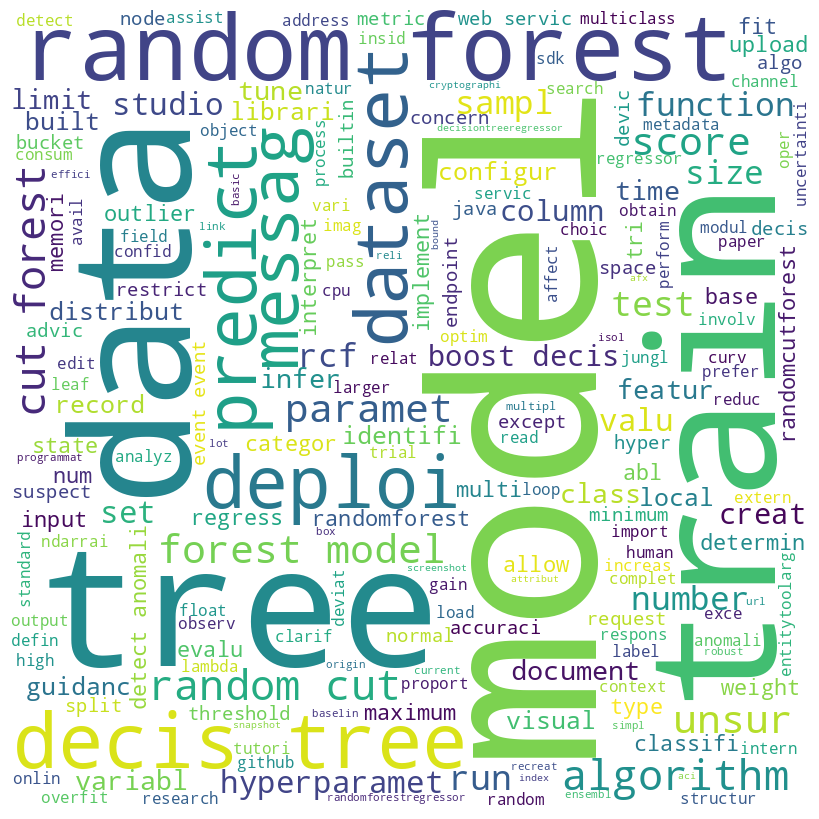 detect
node
assist
address
metric
web servic
multiclass
fit
random forest
insid
sdk
upload
algo
limit
studio
tune
natur
cryptographi
search
channel
built
librari
concern
sampl
devic
function
bucket
object
process
builtin
decisiontreeregressor
metadata
oper
uncertainti
consum
effici
data
predict
messag
dataset
configur
regressor
score
cut forest
memori
avail
outlier
basic
vari
servic
time
size
field
confid
link
imag
java
column
obtain
tri
modul
decis
perform
restrict
interpret
pass
reli
bound
implement
endpoint
choic
affect
space
paper
distribut
cpu
afx
test
base
randomcutforest
advic
rcf
optim
isol
involv
edit
relat
boost decis
jungl
curv
leaf
infer
larger
model
train
prefer
record
paramet
multipl
featur
reduc
state
event event
categor
identifi
except
valu
hyper
programmat
analyz
lot
trial
read
num
deploi
abl
suspect
multi
loop
class
local
extern
set
box
input
regress
randomforest
minimum
creat
ndarrai
import
standard
tree
forest model
human
determin
detect anomali
screenshot
allow
increas
complet
attribut
output
float
deviat
gain
load
number
url
defin
observ
clarif
normal
accuraci
request
exce
entitytoolarg
high
evalu
respons
anomali
label
robust
lambda
origin
current
document
context
guidanc
random cut
proport
weight
split
threshold
baselin
maximum
type
simpl
snapshot
visual
unsur
decis tree
tutori
github
classifi
intern
onlin
variabl
hyperparamet
run
recreat
index
algorithm
aci
overfit
research
randomforestregressor
random
ensembl
structur